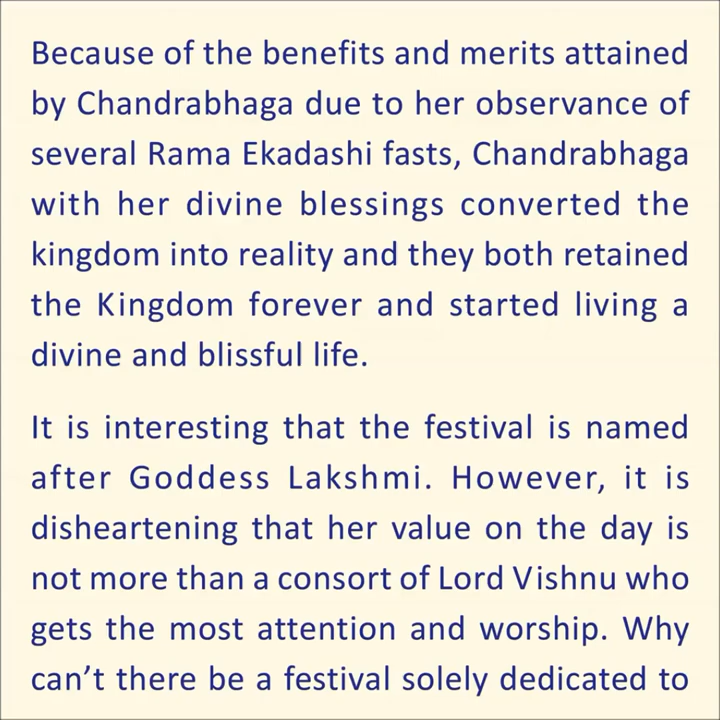 Because of the benefits and merits attained
by Chandrabhaga due to her observance of
several Rama Ekadashi fasts, Chandrabhaga
with her divine blessings converted the
kingdom into reality and they both retained
the Kingdom forever and started living a
divine and blissful life.
It is interesting that the festival is named
after Goddess Lakshmi. However, it is
disheartening that her value on the day is
not more than a consort of Lord Vishnu who
gets the most attention and worship. Why
can’t there be a festival solely dedicated to